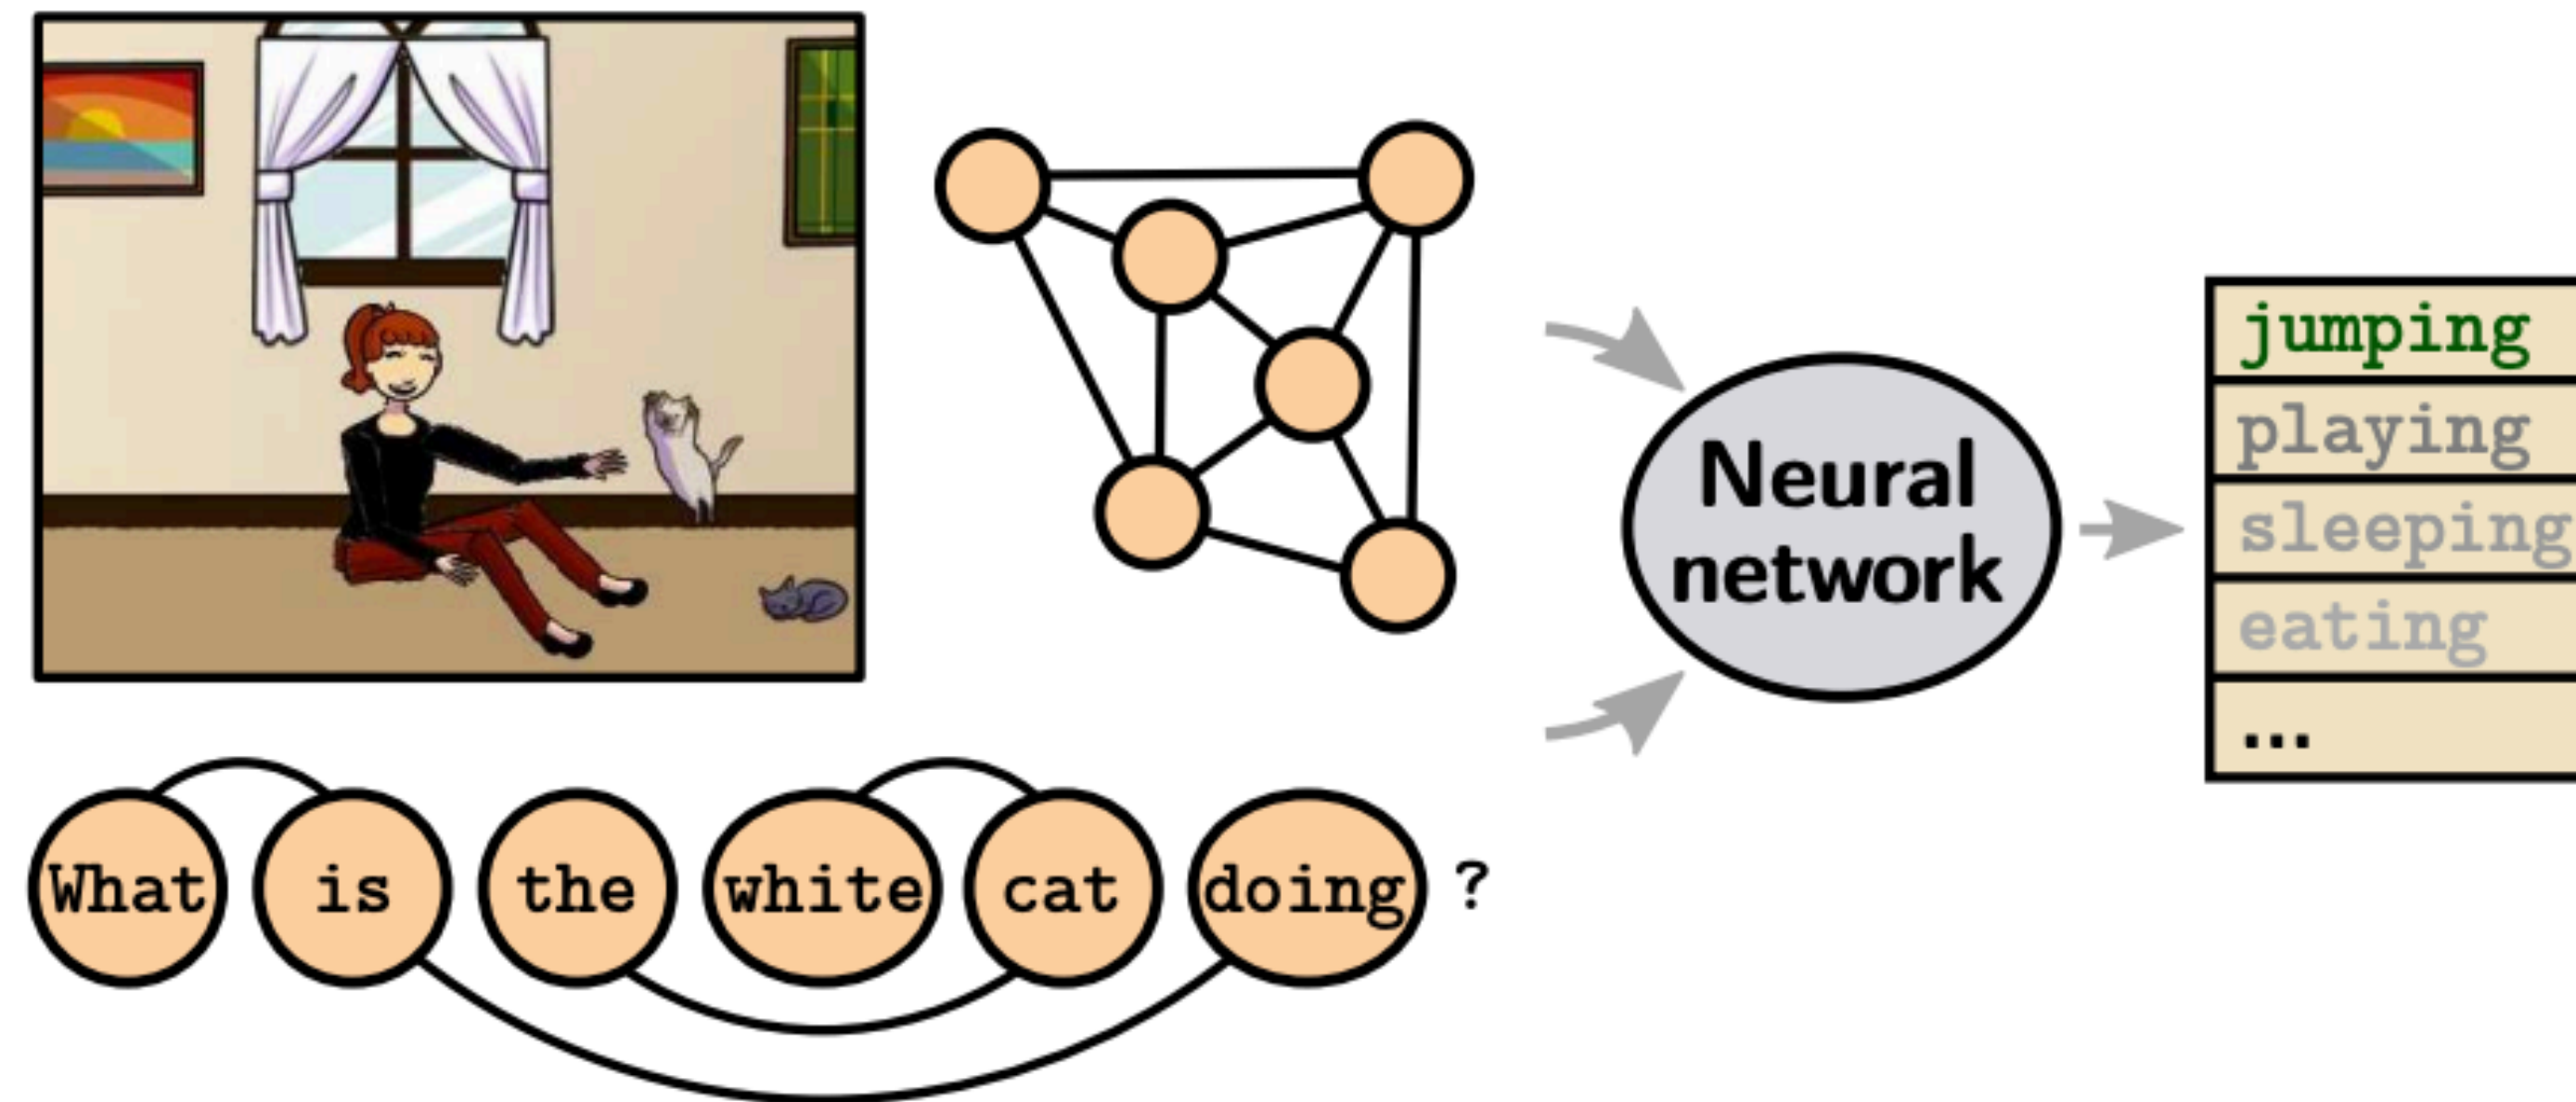 What is the white cat doing ?
Neural
network
jumping
playing
sleeping
eating
...